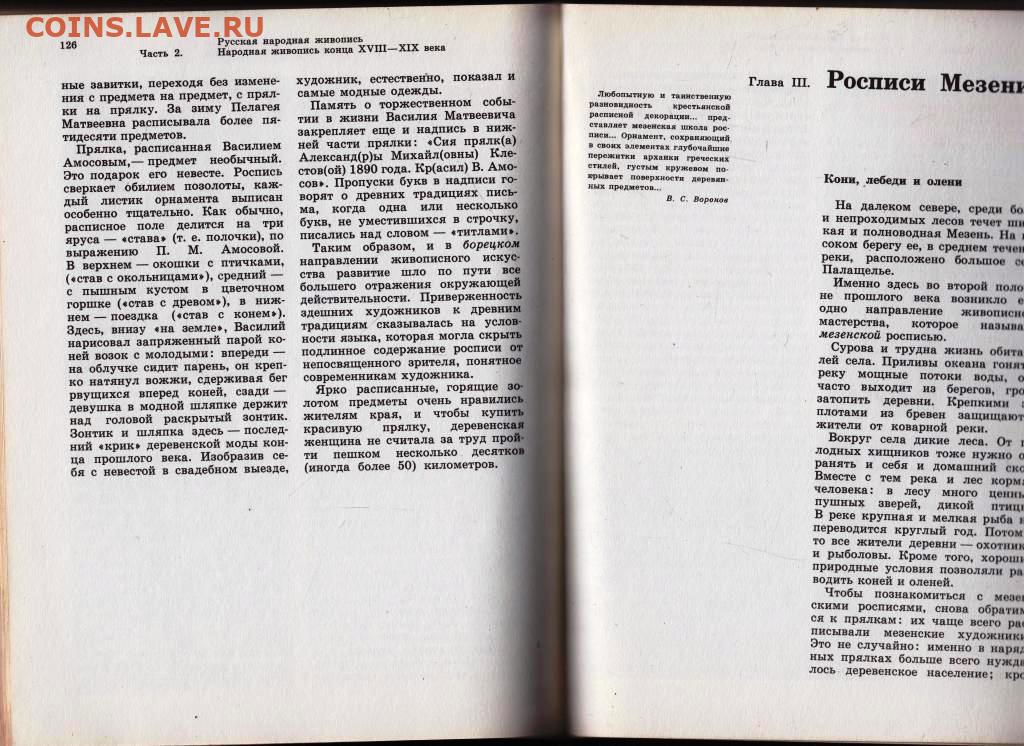 COINS.LAVE.RU
126
Русская народная живопись
Часть 2. Народная живопись конца XVIII—XIX века
ные завитки, переходя без измене-
ния с предмета на предмет, с прял-
ки на прялку. За зиму Пелагея
Матвеевна расписывала более пя-
тидесяти предметов.
Прялка, расписанная Василием
Амосовым,— предмет необычный.
Это подарок его невесте. Роспись
сверкает обилием позолоты, каж-
дый листик орнамента выписан
особенно тщательно. Как обычно,
расписное поле делится на три
яруса — «става» (т. е. полочки), по
выражению П. М. Амосовой.
В верхнем — окошки с птичками,
(«став с окольницами»), средний —
с пышным кустом в цветочном
горшке («став с древом»), в ниж-
нем — поездка («став с конем»).
Здесь, внизу «на земле», Василий
нарисовал запряженный парой ко-
ней возок с молодыми: впереди —
на облучке сидит парень, он креп-
ко натянул вожжи, сдерживая бег
рвущихся вперед коней, сзади —
девушка в модной шляпке держит
над головой раскрытый зонтик.
Зонтик и шляпка здесь — послед-
ний «крик» деревенской моды кон-
ца прошлого века. Изобразив се-
бя с невестой в свадебном выезде,
художник, естественно, показал и
самые модные одежды.
Память о торжественном собы-
тии в жизни Василия Матвеевича
закрепляет еще и надпись в ниж-
ней части прялки: «Сия прялк(а)
Александ(р)ы Михайл(овны) Кле-
стов(ой) 1890 года. Кр(асил) В. Амо-
сов». Пропуски букв в надписи го-
ворят о древних традициях пись-
ма, когда одна или несколько
букв, не уместившихся в строчку,
писались над словом — «титлами».
Таким образом, и в борецком
направлении живописного искус-
ства развитие шло по пути все
большего отражения окружающей
действительности. Приверженность
здешних художников к древним
традициям сказывалась на услов-
ности языка, которая могла скрыть
подлинное содержание росписи от
непосвященного зрителя, понятное
современникам художника.
Ярко расписанные, горящие зо-
лотом предметы очень нравились
жителям края, и чтобы купить
красивую прялку, деревенская
женщина не считала за труд прой-
ти пешком несколько десятков
(иногда более 50) километров.
Глава III. Росписи Мезени
Любопытную и таинственную
разновидность крестьянской
расписной декорации... пред-
ставляет мезенская школа рос-
писи... Орнамент, сохраняющий
в своих элементах глубочайшие
пережитки архаики греческих
стилей, густым кружевом по-
крывает поверхности деревян-
ных предметов...
В. С. Воронов
Кони, лебеди и олени
На далеком севере, среди бо
и непроходимых лесов течет ши
кая и полноводная Мезень. На
соком берегу ее, в среднем течен
реки, расположено большое се
Палащелье.
Именно здесь во второй поло
не прошлого века возникло е
одно направление живописно
мастерства, которое называ
мезенской росписью.
Сурова и трудна жизнь обита
лей села. Приливы океана гонят
реку мощные потоки воды, о
часто выходит из берегов, гро
затопить деревни. Крепкими
плотами из бревен защищают
жители от коварной реки.
Вокруг села дикие леса. От
лодных хищников тоже нужно о
ранять и себя и домашний ско
Вместе с тем река и лес корм
человека: в лесу много ценн
пушных зверей, дикой птиц
В реке крупная и мелкая рыба
переводится круглый год. Потом
то все жители деревни — охотник
и рыболовы. Кроме того, хорош
природные условия позволяли ра
водить коней и оленей.
Чтобы познакомиться с мезе
скими росписями, снова обратим
ся к прялкам: их чаще всего рас
писывали мезенские художники
Это не случайно: именно в наряд
ных прялках больше всего нужда
лось деревенское население; кро